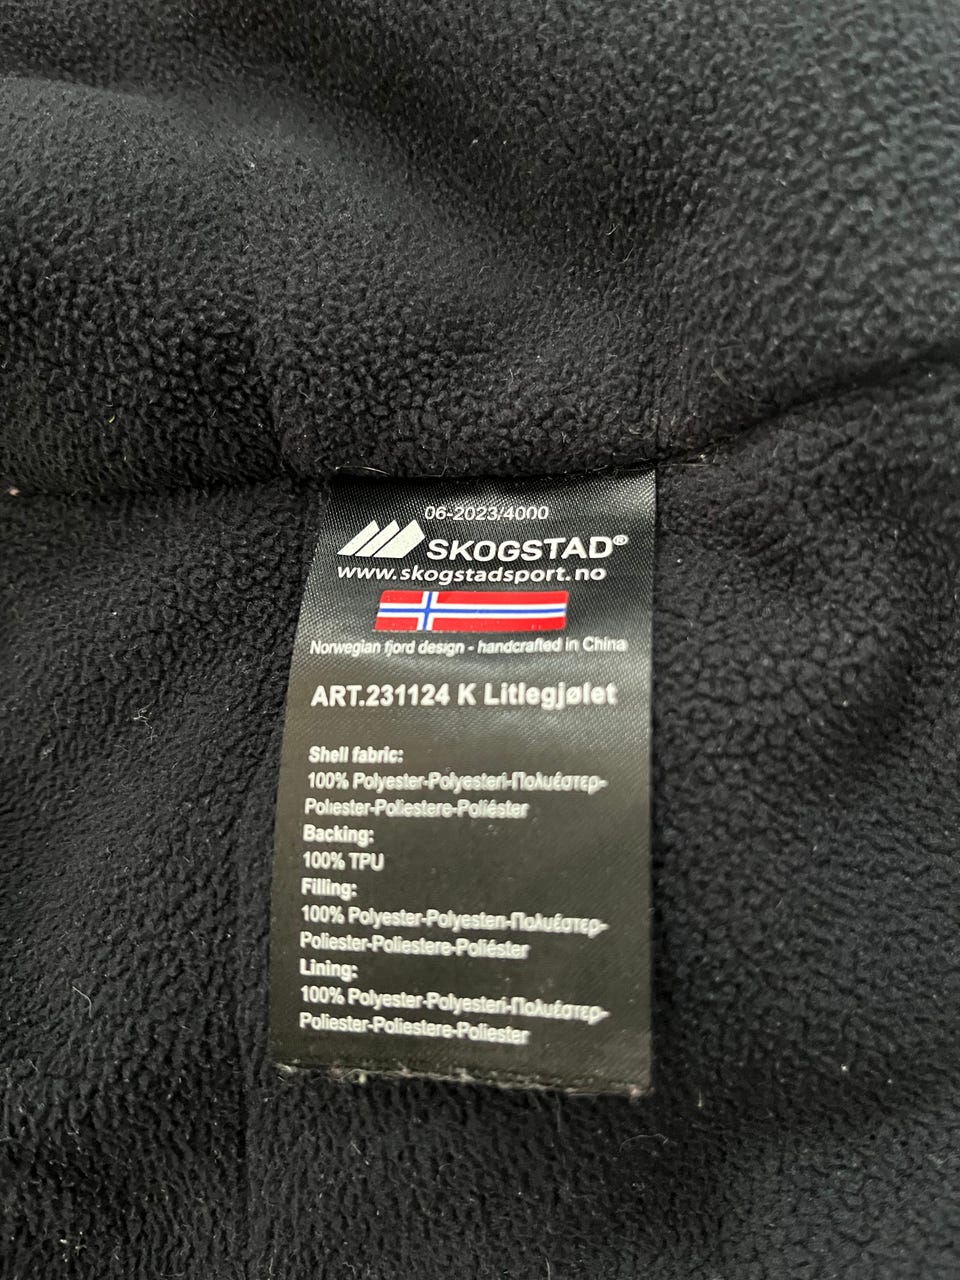 06-2023/4000
SKOGSTAD®
www.skogstadsport.no
Norwegian fjord design - handcrafted in China
ART.231124 K Litlegjølet
Shell fabric:
100% Polyester-Polyesteri-Πολυέστερ-
Poliester-Poliestere-Poliéster
Backing:
100% TPU
Filling:
100% Polyester-Polyesteri-Πολυέστερ-
Poliester-Poliestere-Poliéster
Lining:
100% Polyester-Polyesteri-Πολυέστερ-
Poliester-Poliestere-Poliester